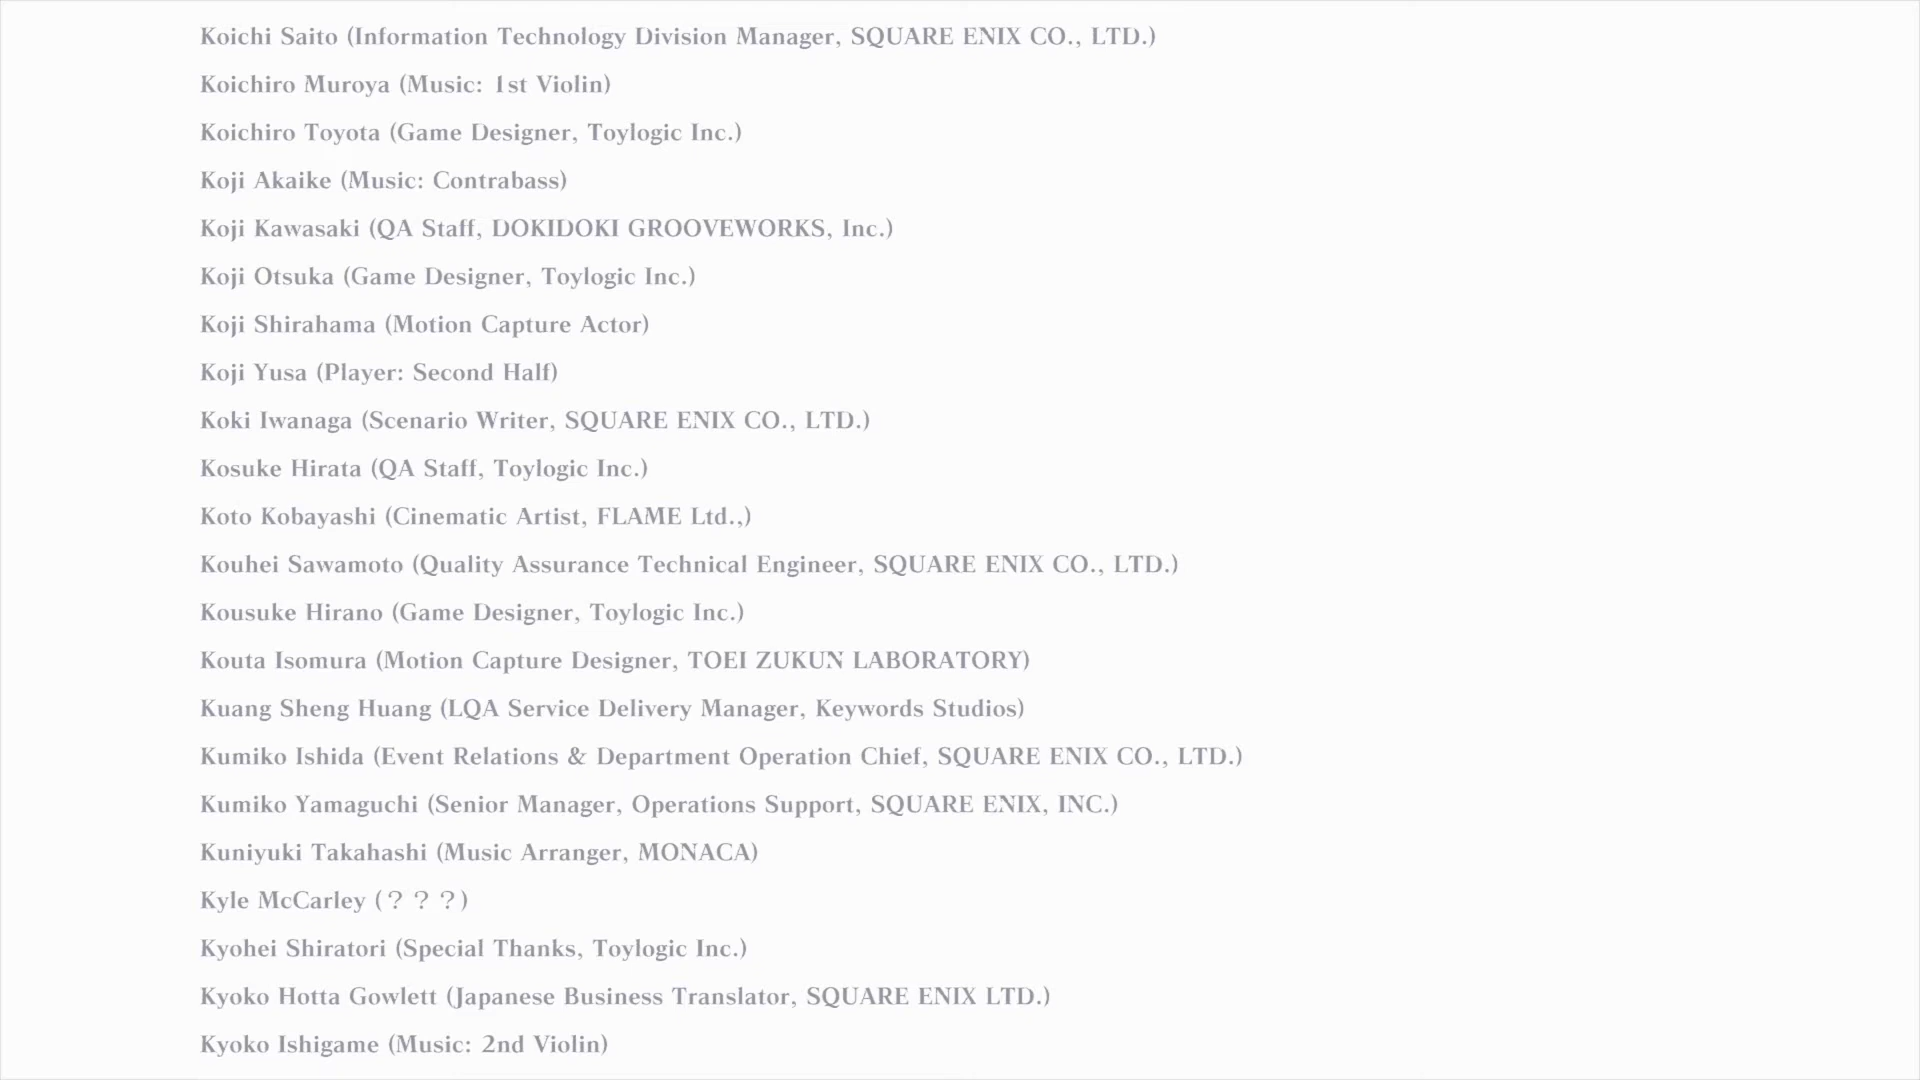 Koichi Saito (Information Technology Division Manager, SQUARE ENIX CO., LTD.)
Koichiro Muroya (Music: 1st Violin)
Koichiro Toyota (Game Designer, Toylogic Inc.)
Koji Akaike (Music: Contrabass)
Koji Kawasaki (QA Staff, DOKIDOKI GROOVEWORKS, Inc.)
Koji Otsuka (Game Designer, Toylogic Inc.)
Koji Shirahama (Motion Capture Actor)
Koji Yusa (Player: Second Half)
Koki Iwanaga (Scenario Writer, SQUARE ENIX CO., LTD.)
Kosuke Hirata (QA Staff, Toylogic Inc.)
Koto Kobayashi (Cinematic Artist, FLAME Ltd.,)
Kouhei Sawamoto (Quality Assurance Technical Engineer, SQUARE ENIX CO., LTD.)
Kousuke Hirano (Game Designer, Toylogic Inc.)
Kouta Isomura (Motion Capture Designer, TOEI ZUKUN LABORATORY)
Kuang Sheng Huang (LQA Service Delivery Manager, Keywords Studios)
Kumiko Ishida (Event Relations & Department Operation Chief, SQUARE ENIX CO., LTD.)
Kumiko Yamaguchi (Senior Manager, Operations Support, SQUARE ENIX, INC.)
Kuniyuki Takahashi (Music Arranger, MONACA)
Kyle McCarley (？？？)
Kyohei Shiratori (Special Thanks, Toylogic Inc.)
Kyoko Hotta Gowlett (Japanese Business Translator, SQUARE ENIX LTD.)
Kyoko Ishigame (Music: 2nd Violin)